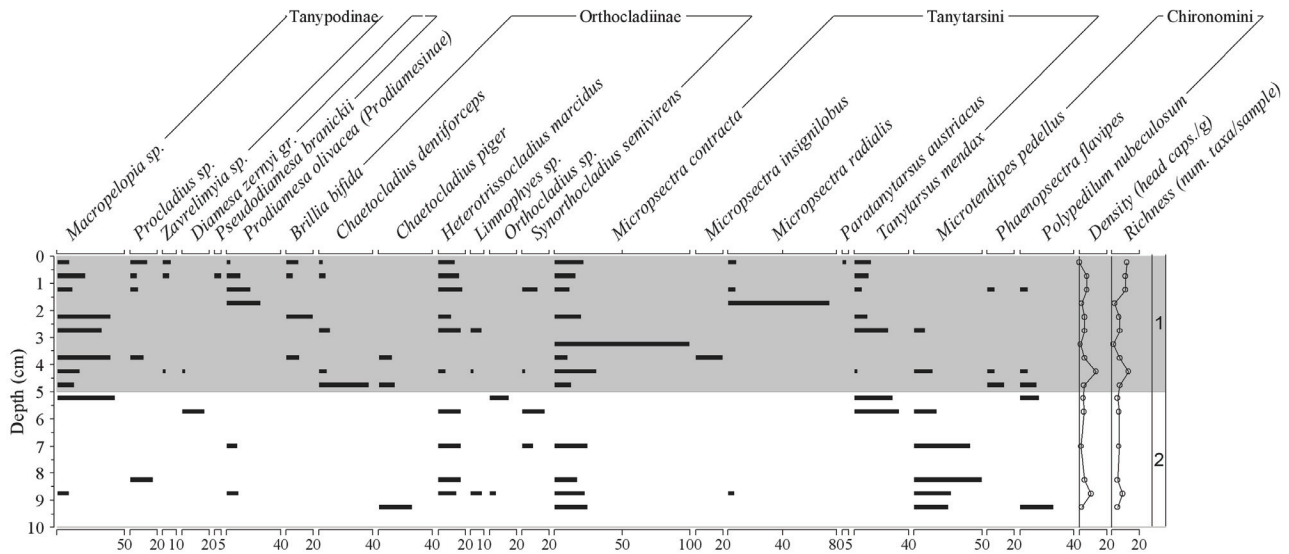 Tanypodinae Orthocladiinae Tanytarsini Chironomini
Macropelopia sp.
Procladius sp.
Zavrelimyia sp.
Diamesa zernyi gr.
Pseudodiamesa branickii
Prodiamesa olivacea (Prodiamesinae)
Brillia bifida
Chaetocladius dentiforceps
Chaetocladius piger
Heterotrissocladius marcidus
Limnophyes sp.
Orthocladius sp.
Synorthocladius semivirens
Micropsectra contracta
Micropsectra insignilobus
Micropsectra radialis
Paratanytarsus austriacus
Tanytarsus mendax
Microtendipes pedellus
Phaenopsectra flavipes
Polypedilum nubeculosum
Density (head caps./g)
Richness (num. taxa/sample)
Depth (cm)
0
1
2
3
4
5
6
7
8
9
10
1
2
50 20 10 20 5 40 20 40 40 20 10 20 20 50 100 20 80 5 40 50 20 40 20 20